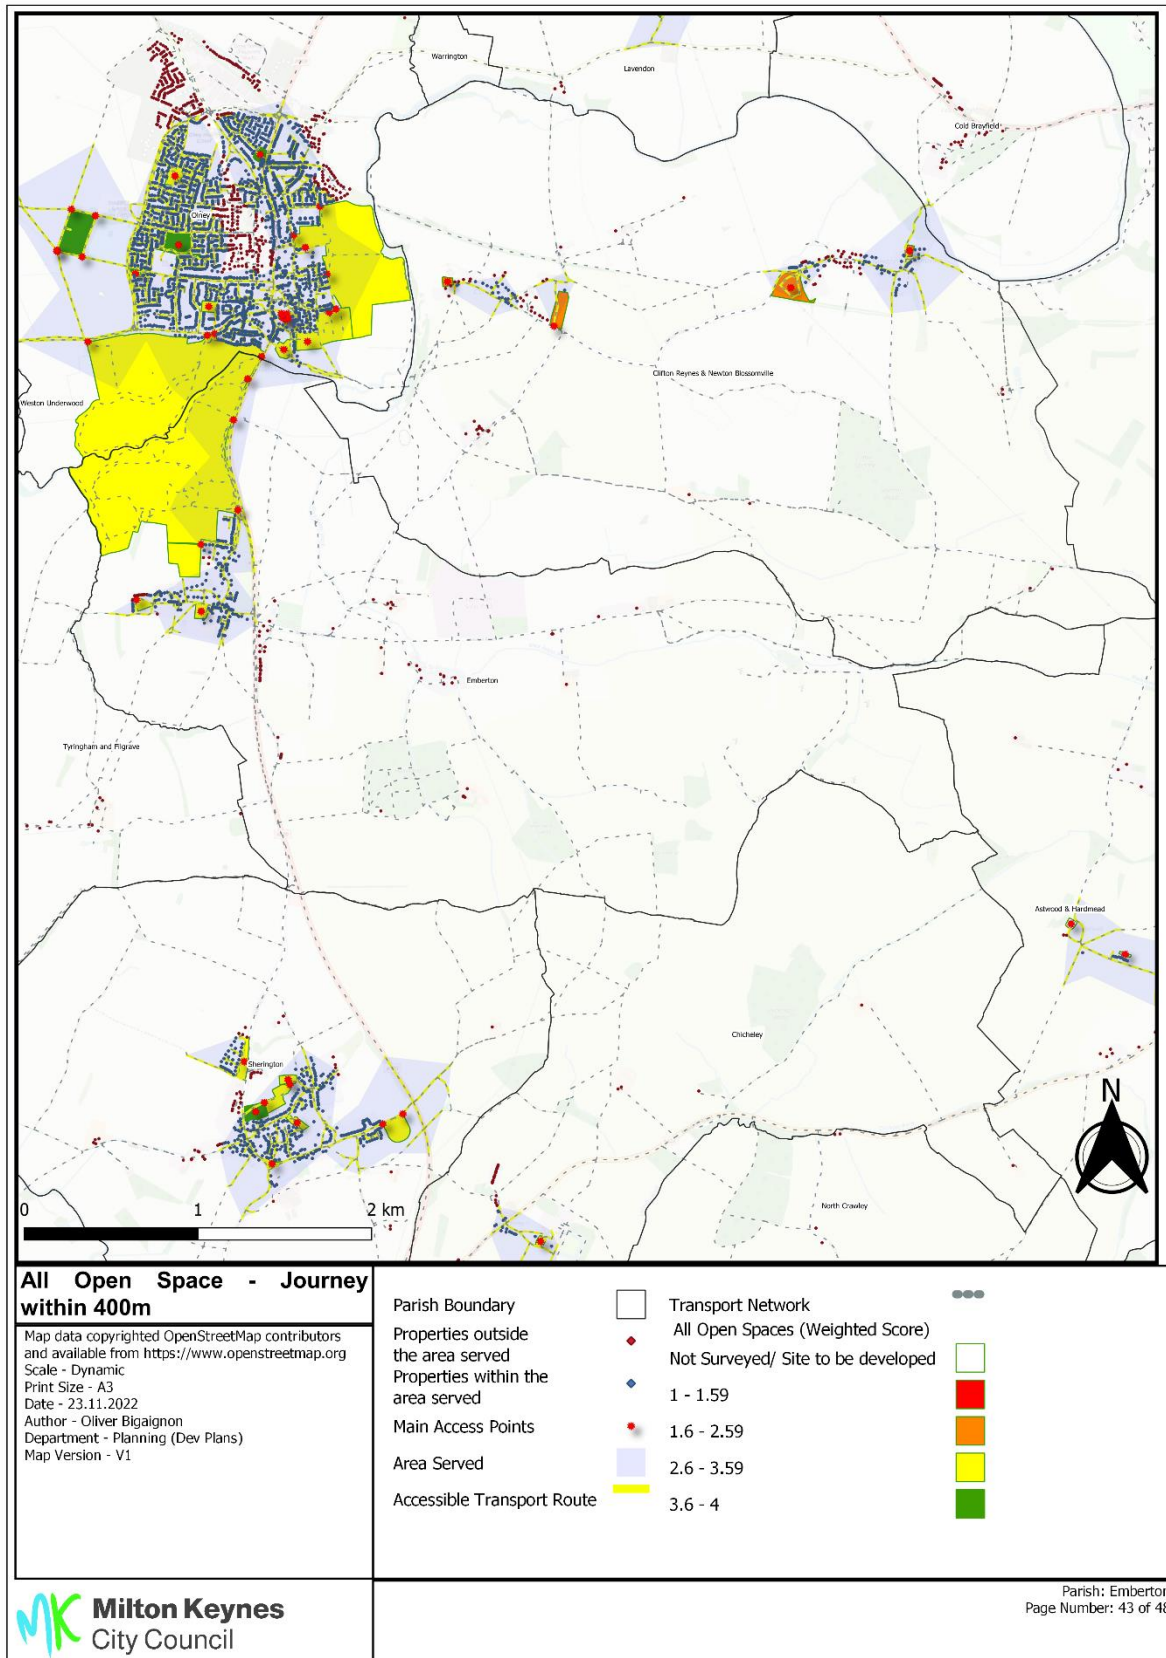 Warrington
Lavendon
Cold Brayfield
Olney
Clifton Reynes & Newton Blossomville
Weston Underwood
Emberton
Tyringham and Filgrave
Astwood & Hardmead
Chicheley
Sherington
North Crawley
N
0 1 2 km
All Open Space - Journey
within 400m
Map data copyrighted OpenStreetMap contributors
and available from https://www.openstreetmap.org
Scale - Dynamic
Print Size - A3
Date - 23.11.2022
Author - Oliver Bigaignon
Department - Planning (Dev Plans)
Map Version - V1
Parish Boundary
Properties outside
the area served
Properties within the
area served
Main Access Points
Area Served
Accessible Transport Route
Transport Network
All Open Spaces (Weighted Score)
Not Surveyed/ Site to be developed
1 - 1.59
1.6 - 2.59
2.6 - 3.59
3.6 - 4
MK Milton Keynes
City Council
Parish: Emberton
Page Number: 43 of 48